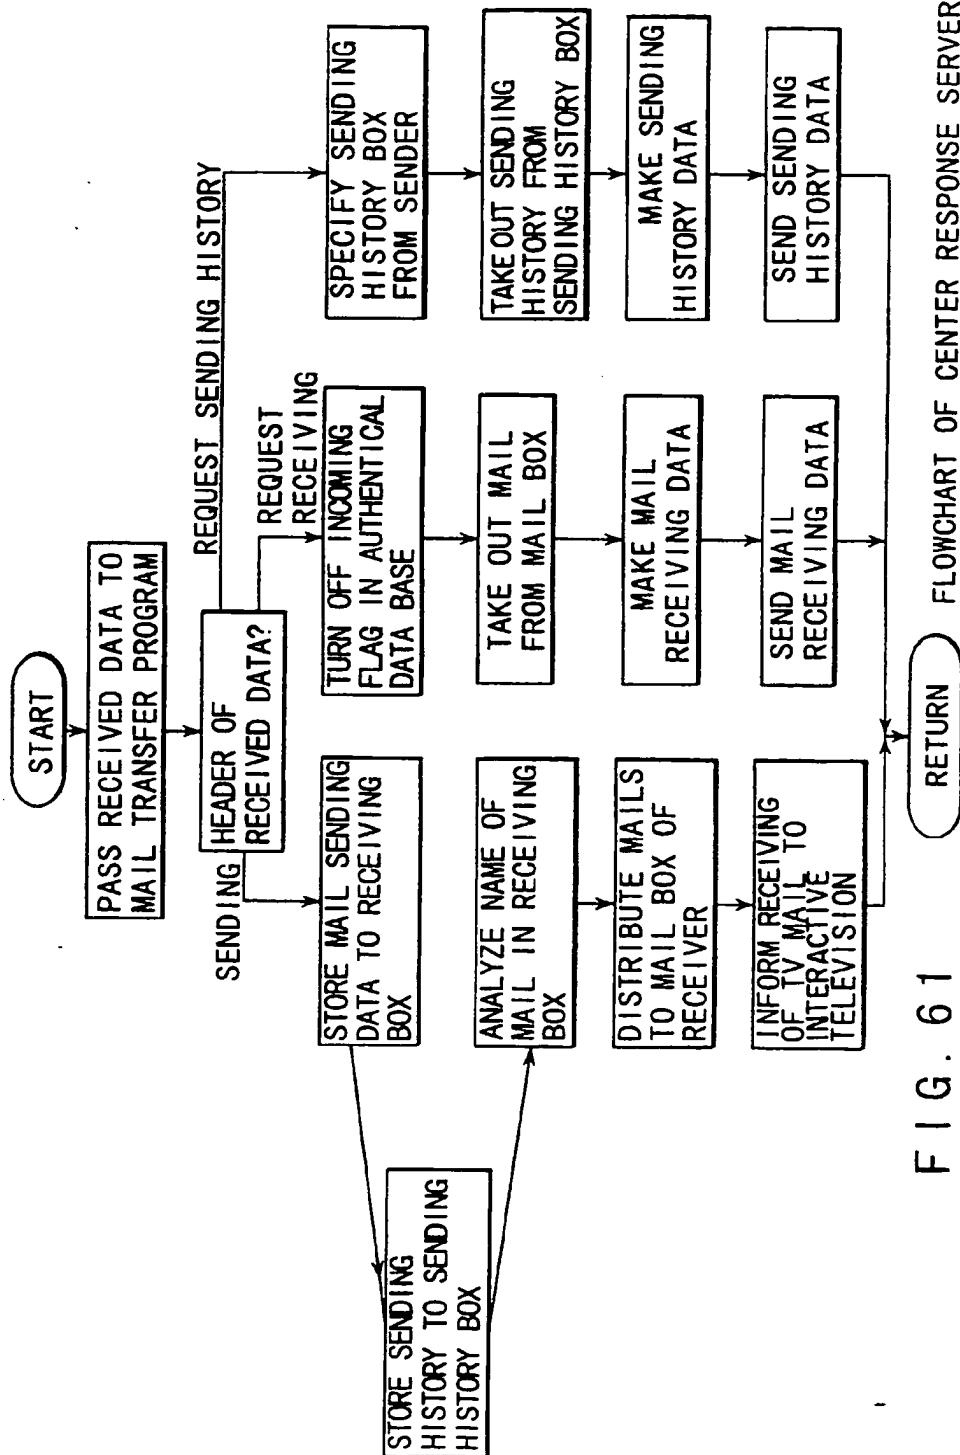 START
PASS RECEIVED DATA TO
MAIL TRANSFER PROGRAM
HEADER OF
RECEIVED DATA?
SENDING
STORE MAIL SENDING
DATA TO RECEIVING
BOX
STORE SENDING
HISTORY TO SENDING
HISTORY BOX
ANALYZE NAME OF
MAIL IN RECEIVING
BOX
DISTRIBUTE MAILS
TO MAIL BOX OF
RECEIVER
INFORM RECEIVING
OF TV MAIL TO
INTERACTIVE
TELEVISION
REQUEST
RECEIVING
TURN OFF INCOMING
FLAG IN AUTHENTICAL
DATA BASE
TAKE OUT MAIL
FROM MAIL BOX
MAKE MAIL
RECEIVING DATA
SEND MAIL
RECEIVING DATA
REQUEST SENDING HISTORY
SPECIFY SENDING
HISTORY BOX
FROM SENDER
TAKE OUT SENDING
HISTORY FROM
SENDING HISTORY BOX
MAKE SENDING
HISTORY DATA
SEND SENDING
HISTORY DATA
RETURN
FIG. 61
FLOWCHART OF CENTER RESPONSE SERVER